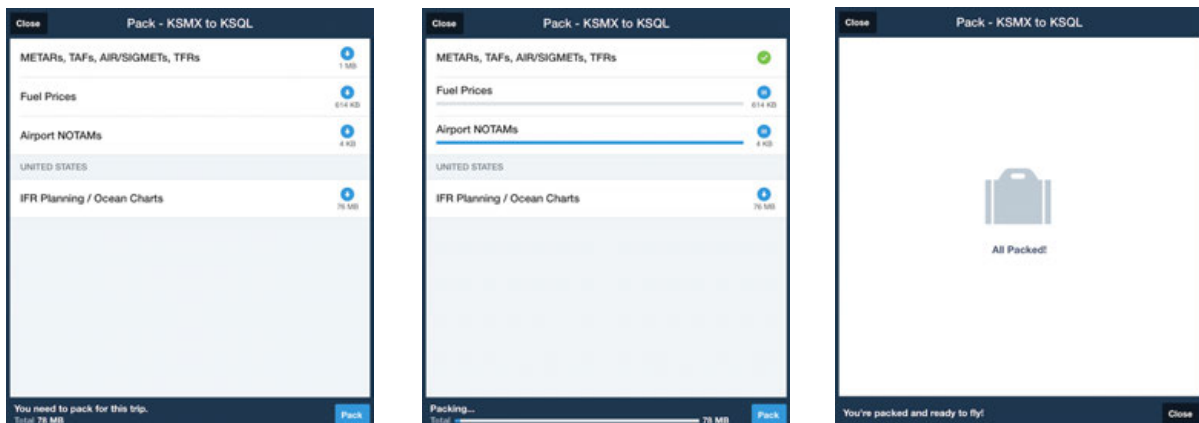 Close Pack - KSMX to KSQL
METARs, TAFs, AIR/SIGMETs, TFRs
1 MB
Fuel Prices
614 KB
Airport NOTAMs
4 KB
UNITED STATES
IFR Planning / Ocean Charts
76 MB
You need to pack for this trip.
Total 78 MB
Pack
Close Pack - KSMX to KSQL
METARs, TAFs, AIR/SIGMETs, TFRs
Fuel Prices
614 KB
Airport NOTAMs
4 KB
UNITED STATES
IFR Planning / Ocean Charts
76 MB
Packing...
Total 78 MB
Pack
Close Pack - KSMX to KSQL
All Packed!
You're packed and ready to fly! Close